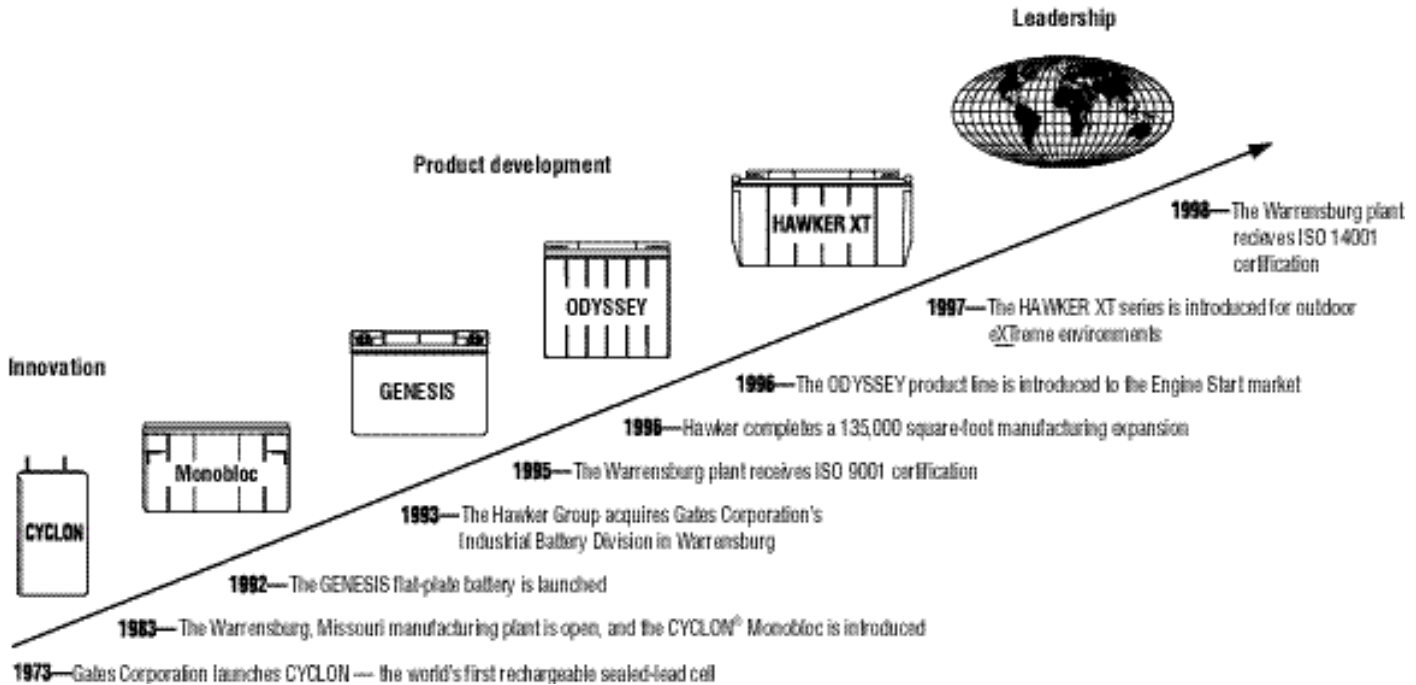 Leadership
Product development
HAWKER XT
1998—The Warrensburg plant
recieves ISO 14001
certification
ODYSSEY
1997—The HAWKER XT series is introduced for outdoor
eXTreme environments
Innovation
GENESIS
1996—The ODYSSEY product line is introduced to the Engine Start market
Monobloc
1996—Hawker completes a 135,000 square-foot manufacturing expansion
1995—The Warrensburg plant receives ISO 9001 certification
CYCLON
1993—The Hawker Group acquires Gates Corporation's
Industrial Battery Division in Warrensburg
1992—The GENESIS flat-plate battery is launched
1983—The Warrensburg, Missouri manufacturing plant is open, and the CYCLON® Monobloc is introduced
1973—Gates Corporation launches CYCLON — the world's first rechargeable sealed-lead cell